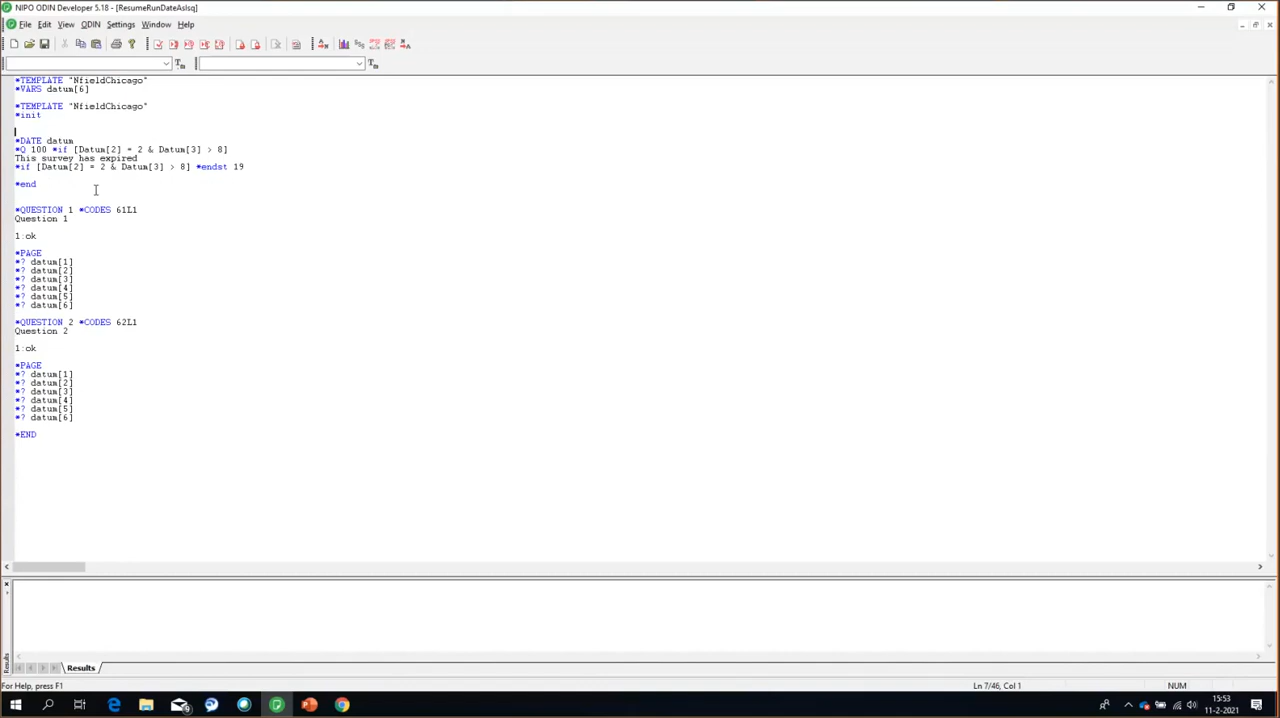 NIPO ODIN Developer 5.18 - [ResumeRunDateAsIsq]
File Edit View ODIN Settings Window Help
*TEMPLATE "NfieldChicago"
*VARS datum[6]
*TEMPLATE "NfieldChicago"
*init
*DATE datum
*Q 100 *if [Datum[2] = 2 & Datum[3] > 8]
This survey has expired
*if [Datum[2] = 2 & Datum[3] > 8] *endst 19
*end
*QUESTION 1 *CODES 61L1
Question 1
1:ok
*PAGE
*? datum[1]
*? datum[2]
*? datum[3]
*? datum[4]
*? datum[5]
*? datum[6]
*QUESTION 2 *CODES 62L1
Question 2
1:ok
*PAGE
*? datum[1]
*? datum[2]
*? datum[3]
*? datum[4]
*? datum[5]
*? datum[6]
*END
Results
Results
For Help, press F1
Ln 7/46, Col 1
NUM
15:53
11-2-2021